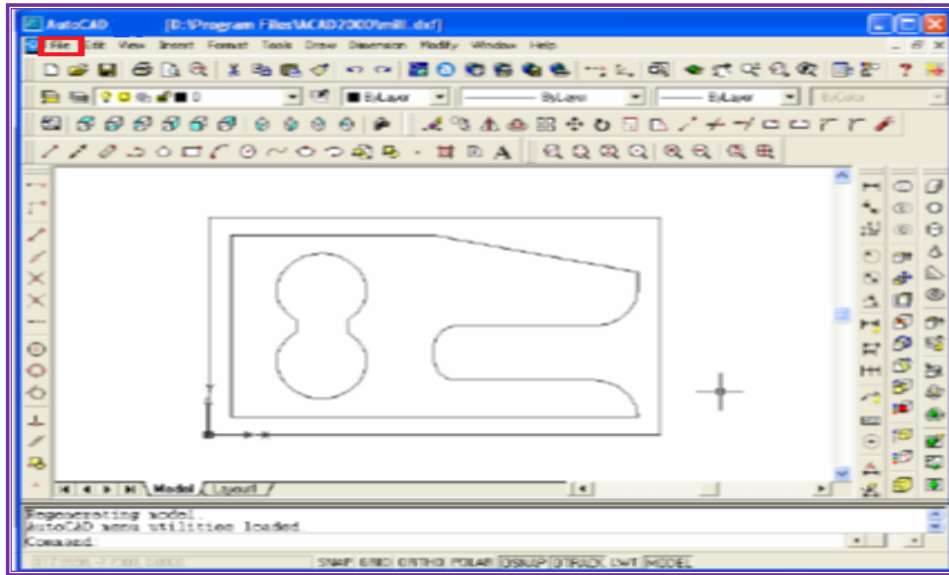 AutoCAD [D:\Program Files\ACAD2000\mill.dxf]
File Edit View Insert Format Tools Draw Dimension Modify Window Help
0 ByLayer ByLayer ByLayer ByColor
A
Model Layout1
Regenerating model.
AutoCAD menu utilities loaded.
Command:
SNAP GRID ORTHO POLAR OSNAP OTRACK LWT MODEL